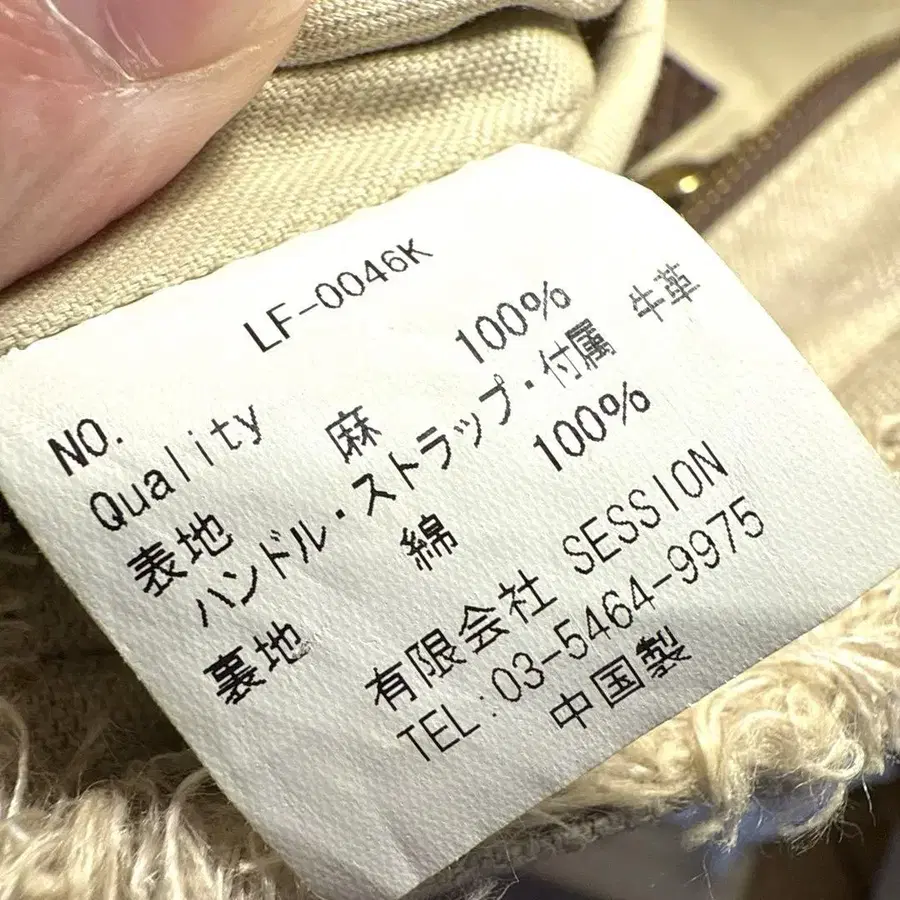 NO. LF-0046K
Quality
表地 麻 100%
ハンドル・ストラップ・付属 牛革
裏地 綿 100%
有限会社 SESSION
TEL:03-5464-9975
中国製